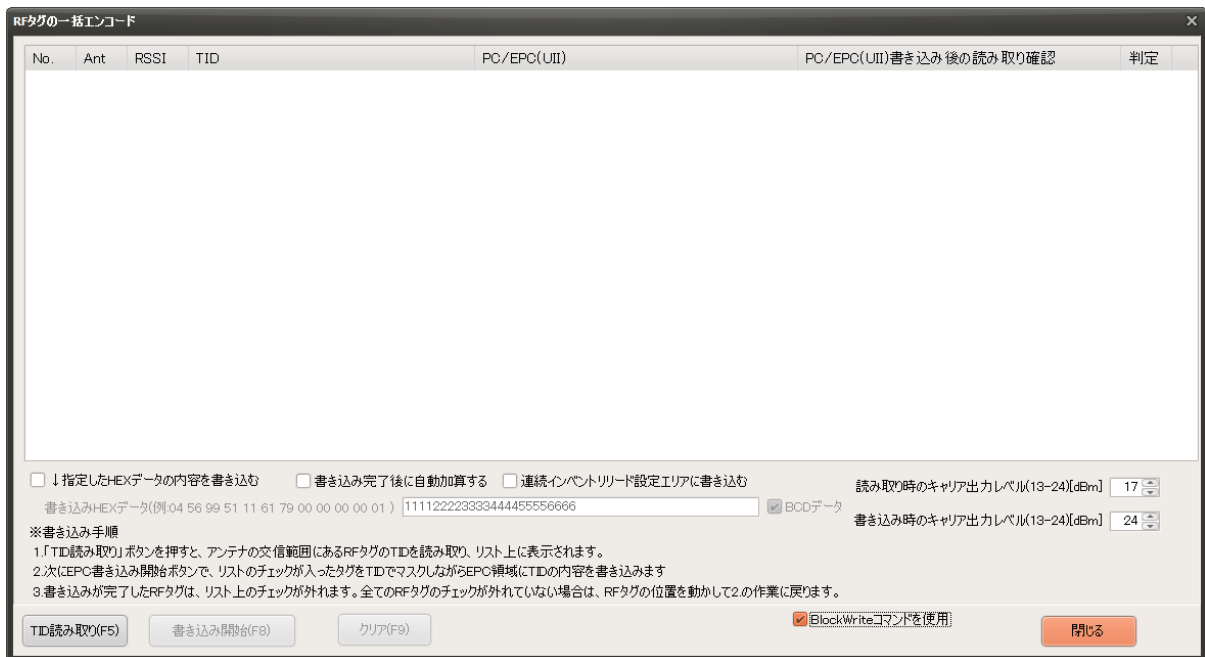 RFタグの一括エンコード
No. Ant RSSI TID PC/EPC(UII) PC/EPC(UII)書き込み後の読み取り確認 判定
↓指定したHEXデータの内容を書き込む 書き込み完了後に自動加算する 連続インベントリリード設定エリアに書き込む
読み取り時のキャリア出力レベル(13-24)[dBm] 17
書き込みHEXデータ(例:04 56 99 51 11 61 79 00 00 00 00 01 ) 111122223333444455556666 BCDデータ
書き込み時のキャリア出力レベル(13-24)[dBm] 24
※書き込み手順
1.「TID読み取り」ボタンを押すと、アンテナの交信範囲にあるRFタグのTIDを読み取り、リスト上に表示されます。
2.次にEPC書き込み開始ボタンで、リストのチェックが入ったタグをTIDでマスクしながらEPC領域にTIDの内容を書き込みます
3.書き込みが完了したRFタグは、リスト上のチェックが外れます。全てのRFタグのチェックが外れていない場合は、RFタグの位置を動かして2.の作業に戻ります。
TID読み取り(F5) 書き込み開始(F8) クリア(F9) BlockWriteコマンドを使用 閉じる